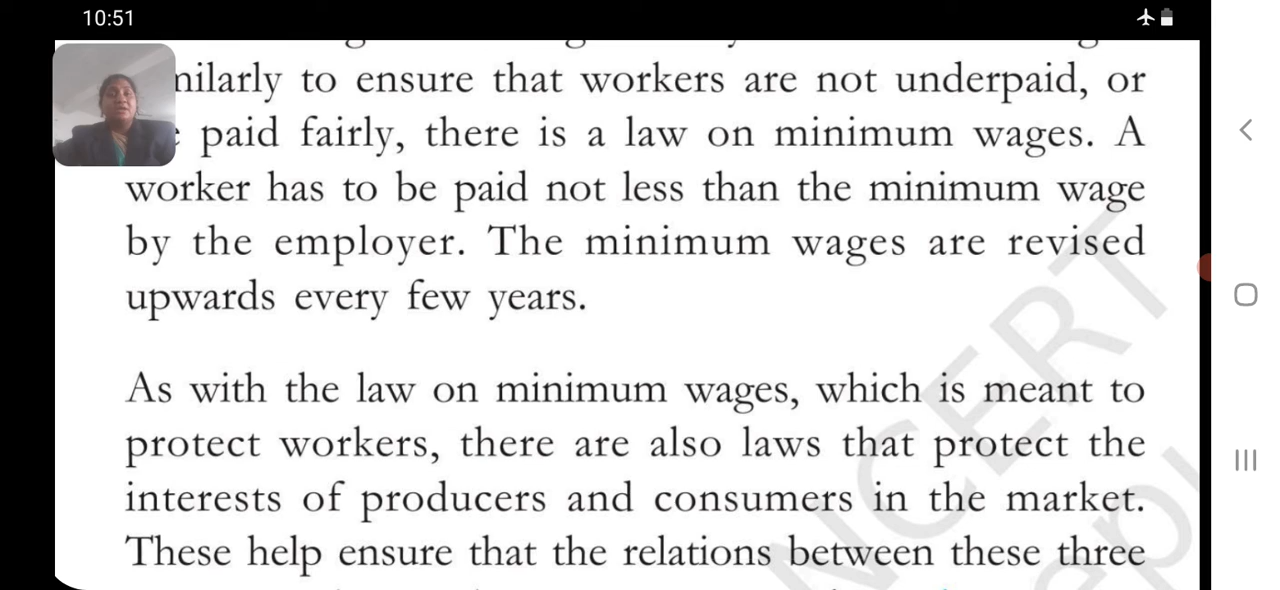 10:51
to ensure that workers are not underpaid, or
paid fairly, there is a law on minimum wages. A
worker has to be paid not less than the minimum wage
by the employer. The minimum wages are revised
upwards every few years.
As with the law on minimum wages, which is meant to
protect workers, there are also laws that protect the
interests of producers and consumers in the market.
These help ensure that the relations between these three
NCERT